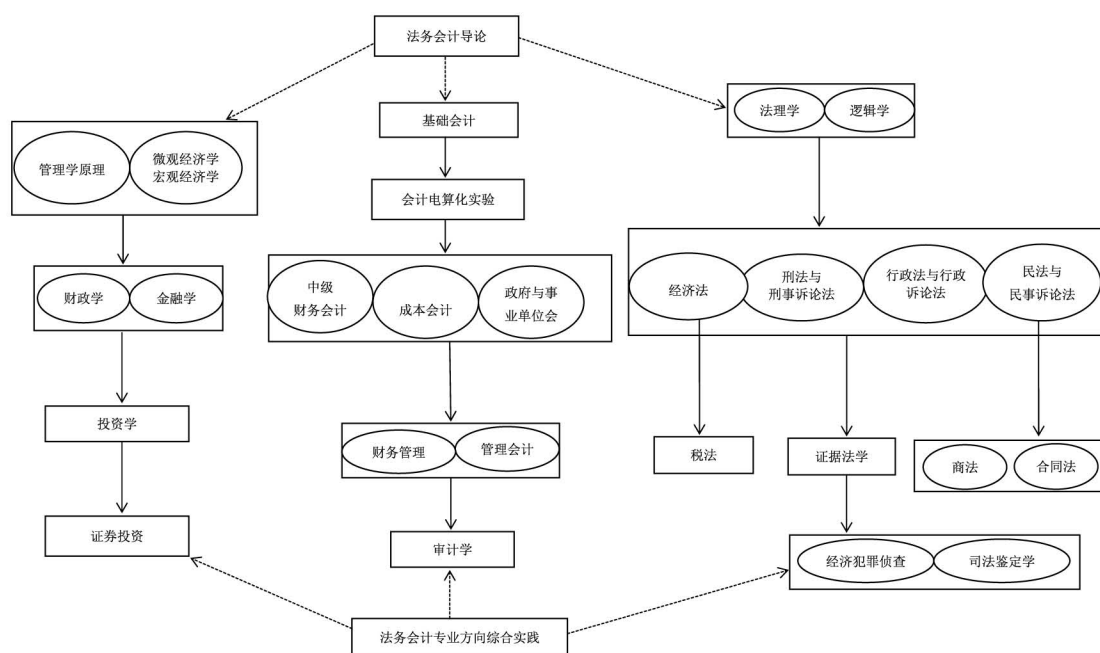 法务会计导论
法理学
逻辑学
基础会计
管理学原理
微观经济学
宏观经济学
会计电算化实验
财政学
金融学
中级
财务会计
成本会计
政府与事
业单位会
经济法
刑法与
刑事诉讼法
行政法与行政
诉讼法
民法与
民事诉讼法
投资学
财务管理
管理会计
税法
证据法学
商法
合同法
证券投资
审计学
经济犯罪侦查
司法鉴定学
法务会计专业方向综合实践